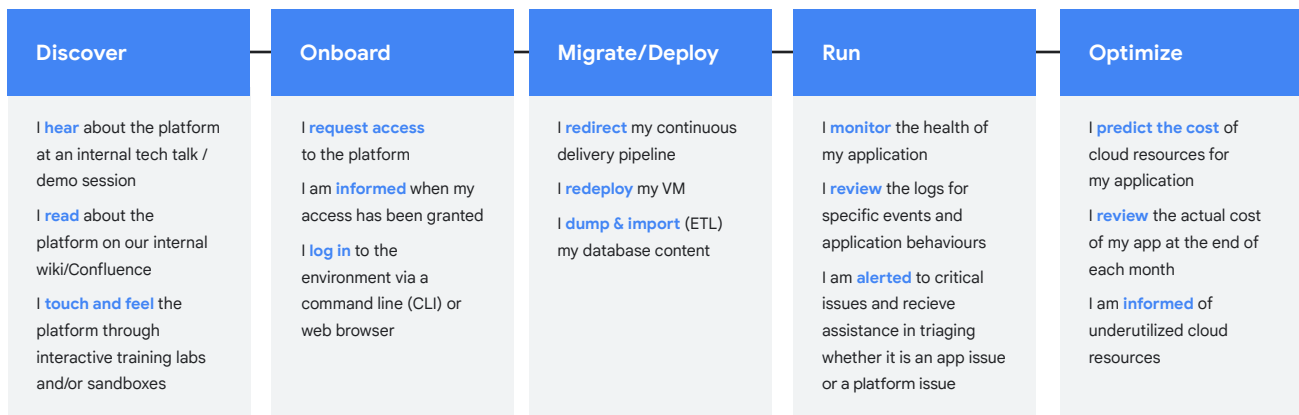 Discover
I hear about the platform
at an internal tech talk /
demo session
I read about the
platform on our internal
wiki/Confluence
I touch and feel the
platform through
interactive training labs
and/or sandboxes
Onboard
I request access
to the platform
I am informed when my
access has been granted
I log in to the
environment via a
command line (CLI) or
web browser
Migrate/Deploy
I redirect my continuous
delivery pipeline
I redeploy my VM
I dump & import (ETL)
my database content
Run
I monitor the health of
my application
I review the logs for
specific events and
application behaviours
I am alerted to critical
issues and recieve
assistance in triaging
whether it is an app issue
or a platform issue
Optimize
I predict the cost of
cloud resources for
my application
I review the actual cost
of my app at the end of
each month
I am informed of
underutilized cloud
resources